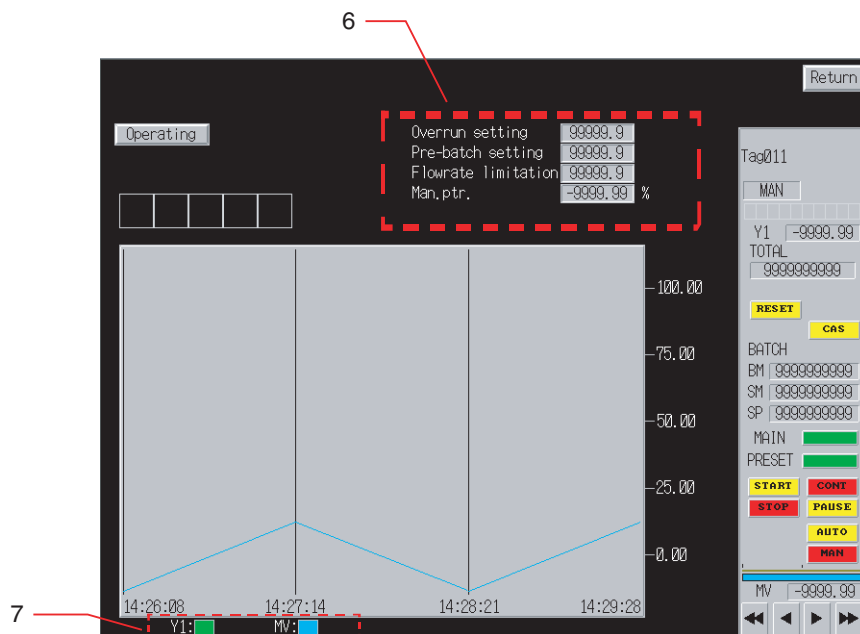 6
Return
Operating
Overrun setting 99999.9
Pre-batch setting 99999.9
Flowrate limitation 99999.9
Man.ptr. -9999.99 %
Tag011
MAN
Y1 -9999.99
TOTAL
9999999999
RESET
CAS
BATCH
BM 9999999999
SM 9999999999
SP 9999999999
MAIN
PRESET
START CONT
STOP PAUSE
AUTO
MAN
MV -9999.99
100.00
75.00
50.00
25.00
0.00
14:26:08 14:27:14 14:28:21 14:29:28
7
Y1: MV: